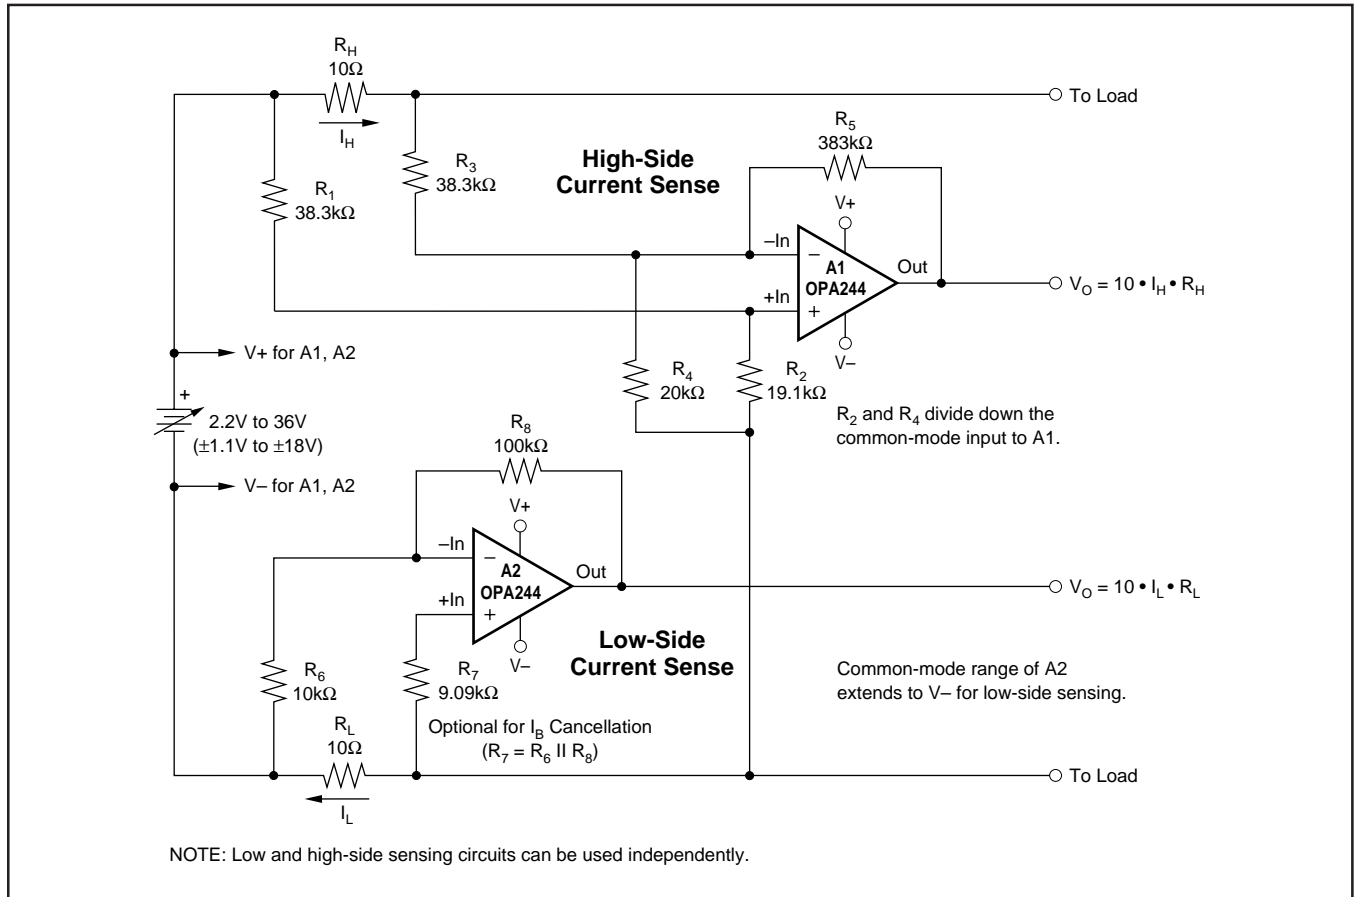 R_H
10Ω
To Load
I_H
R_5
383kΩ
R_3
38.3kΩ
High-Side
Current Sense
R_1
38.3kΩ
V+
–In
–
A1
OPA244
Out
V_O = 10 • I_H • R_H
+In
+
V–
V+ for A1, A2
R_4
20kΩ
R_2
19.1kΩ
+
2.2V to 36V
(±1.1V to ±18V)
R_2 and R_4 divide down the
common-mode input to A1.
R_8
100kΩ
V– for A1, A2
V+
–In
–
A2
OPA244
Out
V_O = 10 • I_L • R_L
+In
+
V–
Low-Side
Current Sense
R_6
10kΩ
R_7
9.09kΩ
Common-mode range of A2
extends to V– for low-side sensing.
Optional for I_B Cancellation
(R_7 = R_6 II R_8)
R_L
10Ω
To Load
I_L
NOTE: Low and high-side sensing circuits can be used independently.